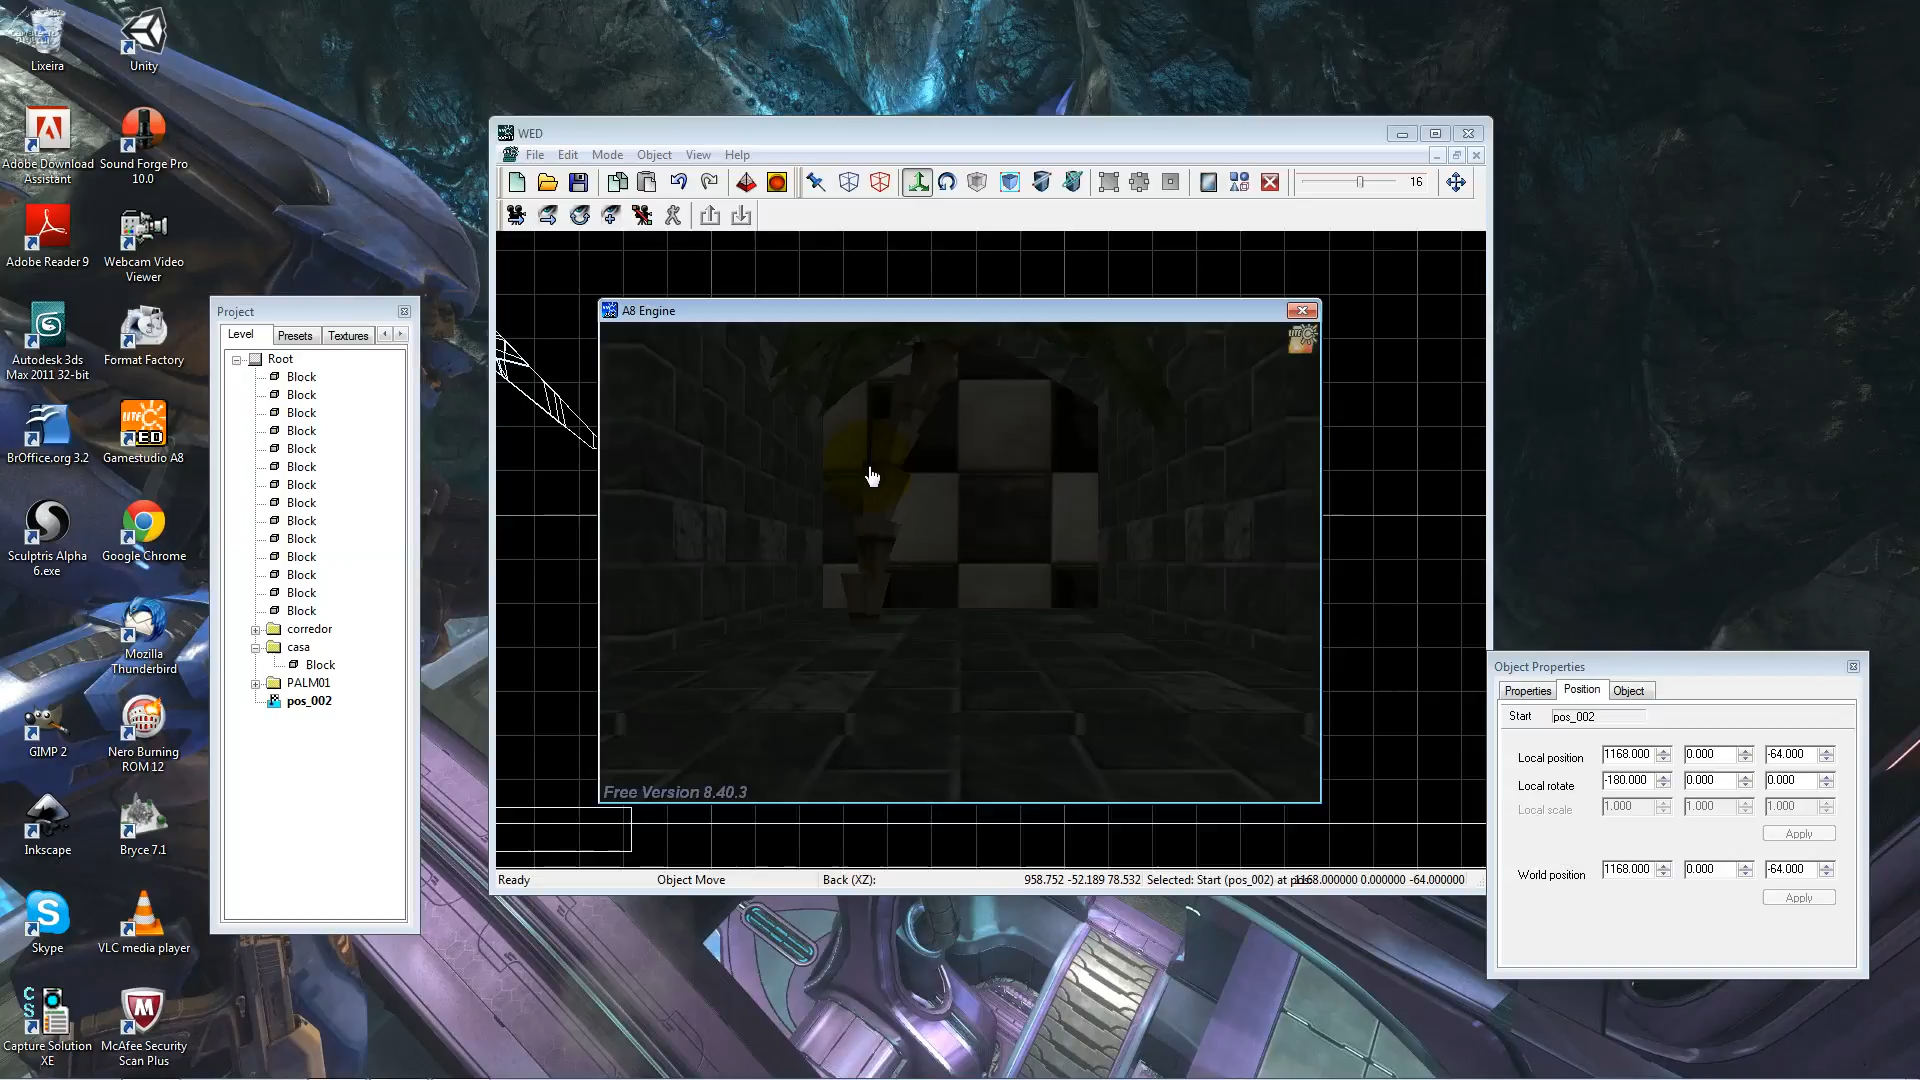 Lixeira
Unity
Adobe Download
Assistant
Sound Forge Pro
10.0
Adobe Reader 9
Webcam Video
Viewer
Autodesk 3ds
Max 2011 32-bit
Format Factory
BrOffice.org 3.2
Gamestudio A8
Sculptris Alpha
6.exe
Google Chrome
Mozilla
Thunderbird
GIMP 2
Nero Burning
ROM 12
Inkscape
Bryce 7.1
Skype
VLC media player
Capture Solution
XE
McAfee Security
Scan Plus
Project
Level
Presets
Textures
Root
Block
Block
Block
Block
Block
Block
Block
Block
Block
Block
Block
Block
Block
Block
corredor
casa
Block
PALM01
pos_002
WED
File Edit Mode Object View Help
16
A8 Engine
Free Version 8.40.3
Ready
Object Move
Back (XZ):
958.752 -52.189 78.532
Selected: Start (pos_002) at
1168.000000 0.000000 -64.000000
Object Properties
Properties
Position
Object
Start
pos_002
Local position
1168.000
0.000
-64.000
Local rotate
-180.000
0.000
0.000
Local scale
1.000
1.000
1.000
Apply
World position
1168.000
0.000
-64.000
Apply